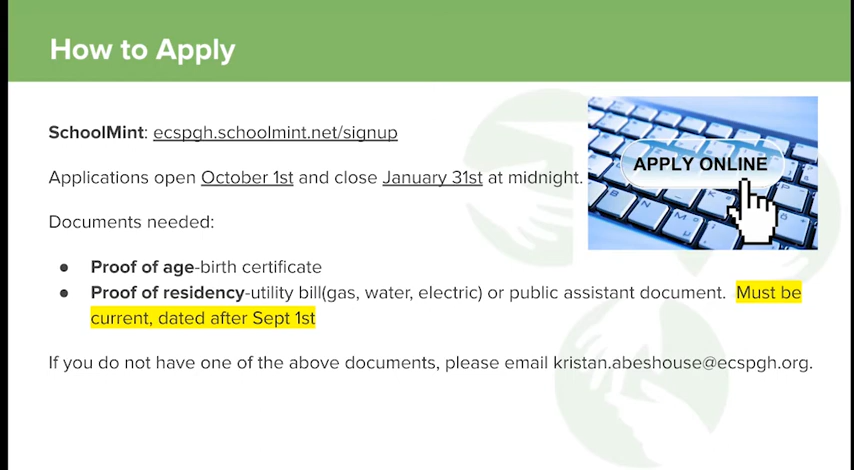 How to Apply
SchoolMint: ecspgh.schoolmint.net/signup
APPLY ONLINE
Applications open October 1st and close January 31st at midnight.
Documents needed:
● Proof of age-birth certificate
● Proof of residency-utility bill(gas, water, electric) or public assistant document. Must be
current, dated after Sept 1st
If you do not have one of the above documents, please email kristan.abeshouse@ecspgh.org.